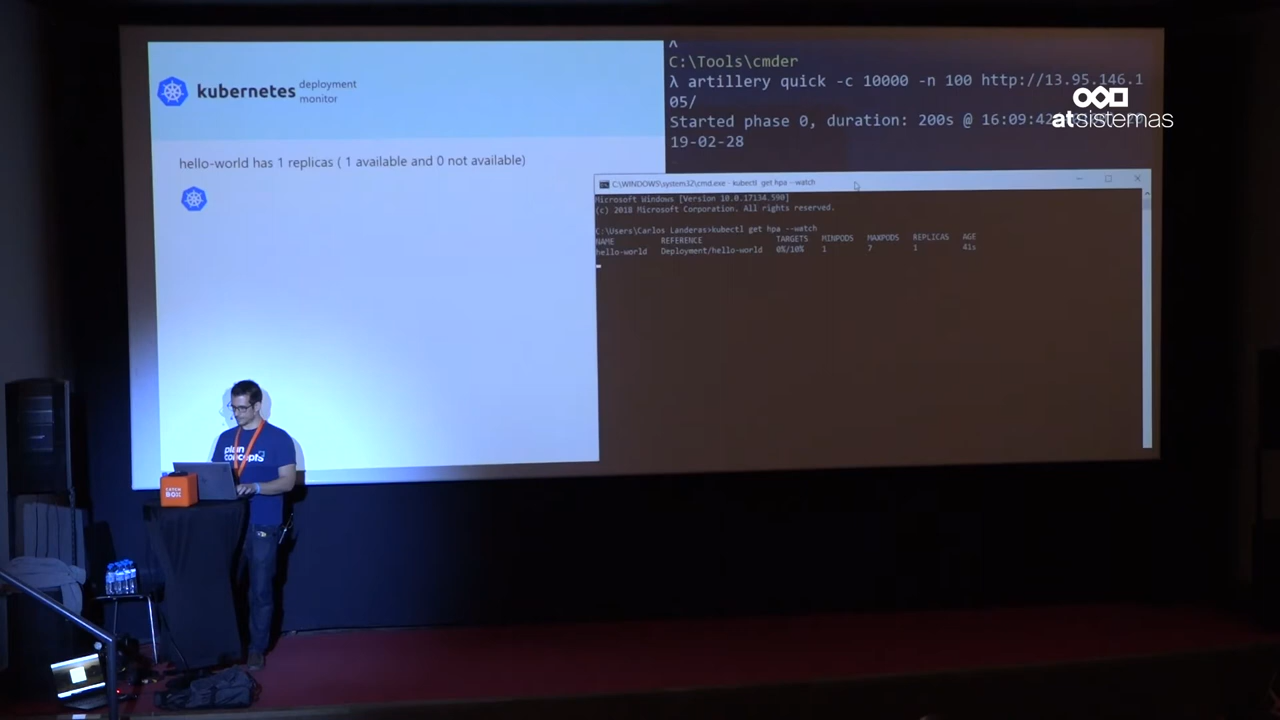 kubernetes deployment
monitor
hello-world has 1 replicas ( 1 available and 0 not available)
C:\Tools\cmder
λ artillery quick -c 10000 -n 100 http://13.95.146.1
05/
Started phase 0, duration: 200s @ 16:09:42
19-02-28
atsistemas
C:\WINDOWS\system32\cmd.exe - kubectl get hpa --watch
Microsoft Windows [Version 10.0.17134.590]
(c) 2018 Microsoft Corporation. All rights reserved.
C:\Users\Carlos Landeras>kubectl get hpa --watch
NAME REFERENCE TARGETS MINPODS MAXPODS REPLICAS AGE
hello-world Deployment/hello-world 0%/10% 1 7 1 41s
plain
concepts
CATCH
BOX